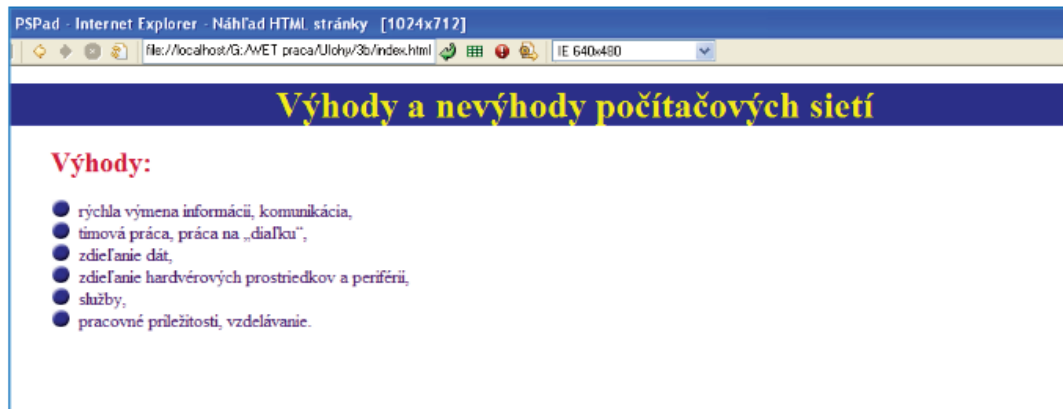 PSPad - Internet Explorer - Náhľad HTML stránky [1024x712]
file://localhost/G:/WET praca/Ulohy/3b/index.html IE 640x480
Výhody a nevýhody počítačových sietí
Výhody:
rýchla výmena informácii, komunikácia,
tímová práca, práca na „diaľku“,
zdieľanie dát,
zdieľanie hardvérových prostriedkov a periférii,
služby,
pracovné príležitosti, vzdelávanie.